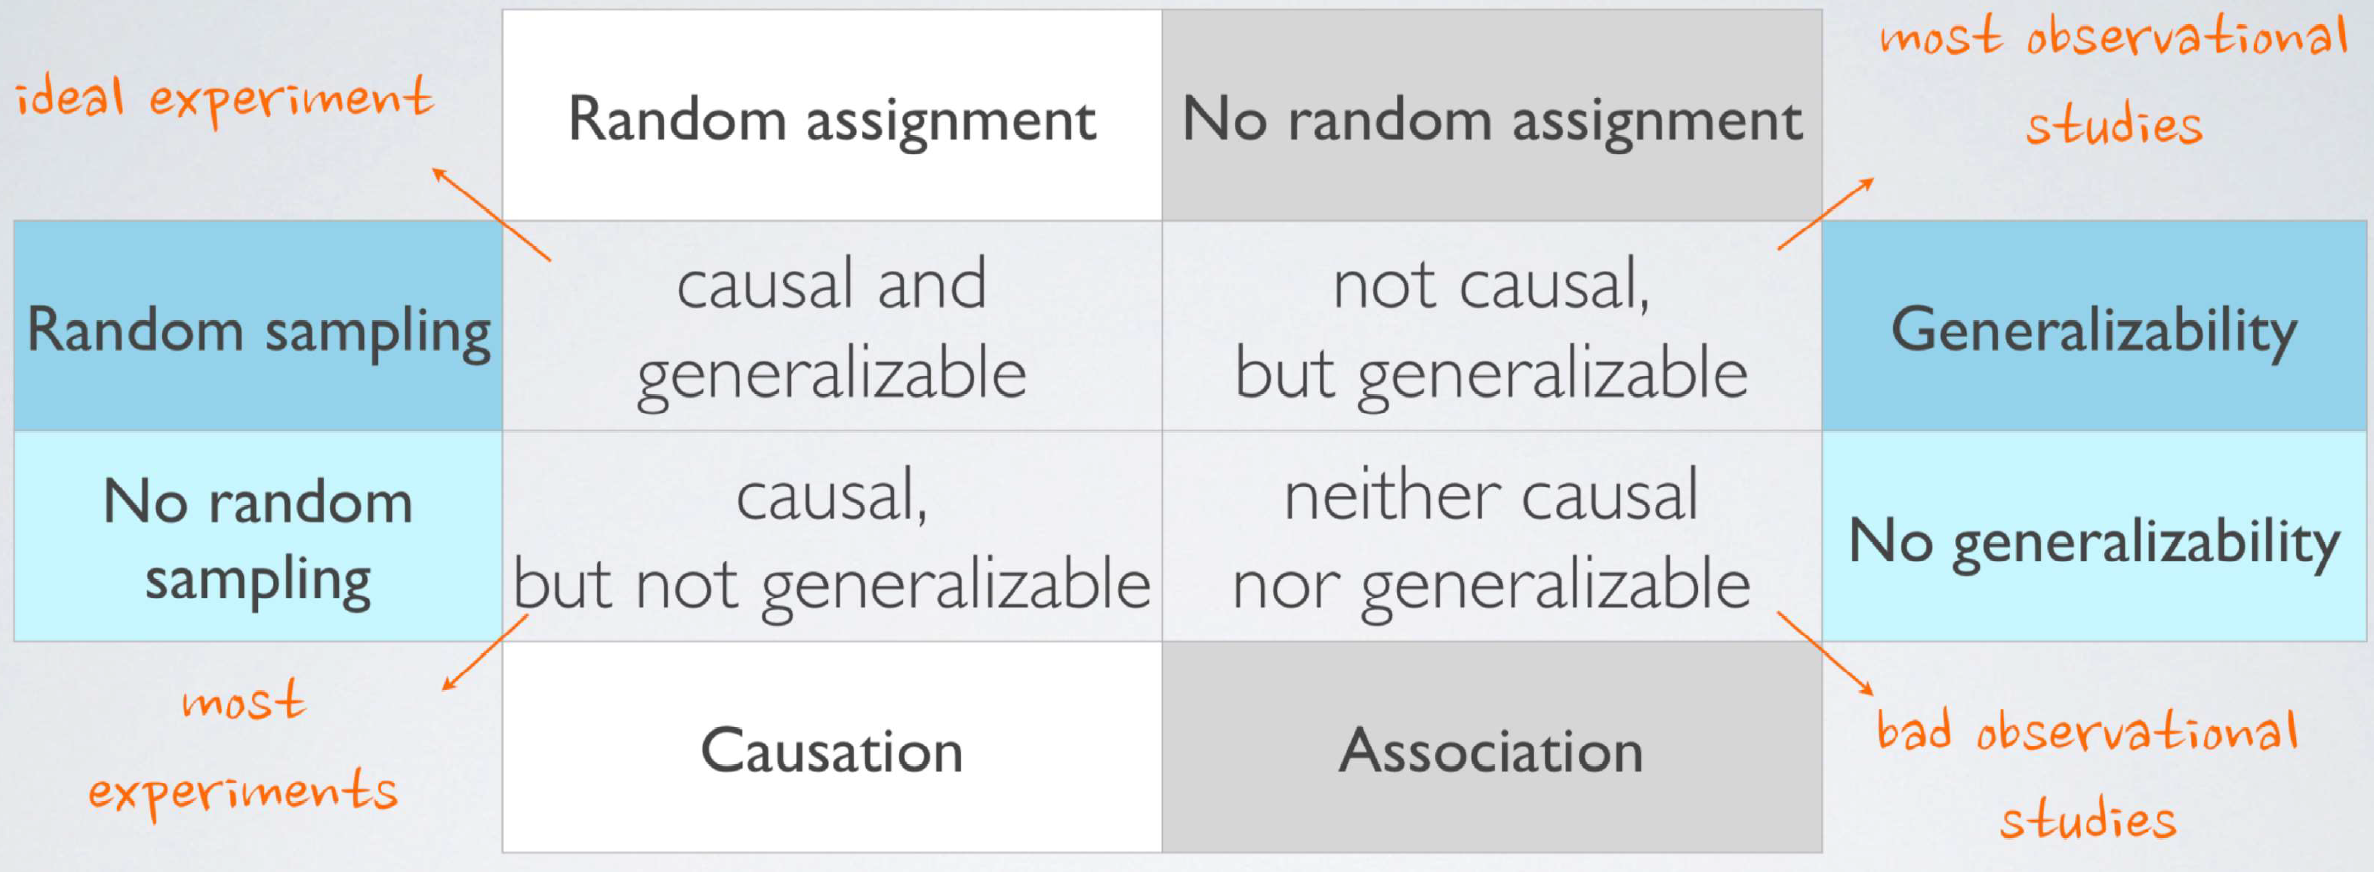 ideal experiment
Random assignment
No random assignment
most observational
studies
Random sampling
causal and
generalizable
not causal,
but generalizable
Generalizability
No random
sampling
causal,
but not generalizable
neither causal
nor generalizable
No generalizability
most
experiments
Causation
Association
bad observational
studies